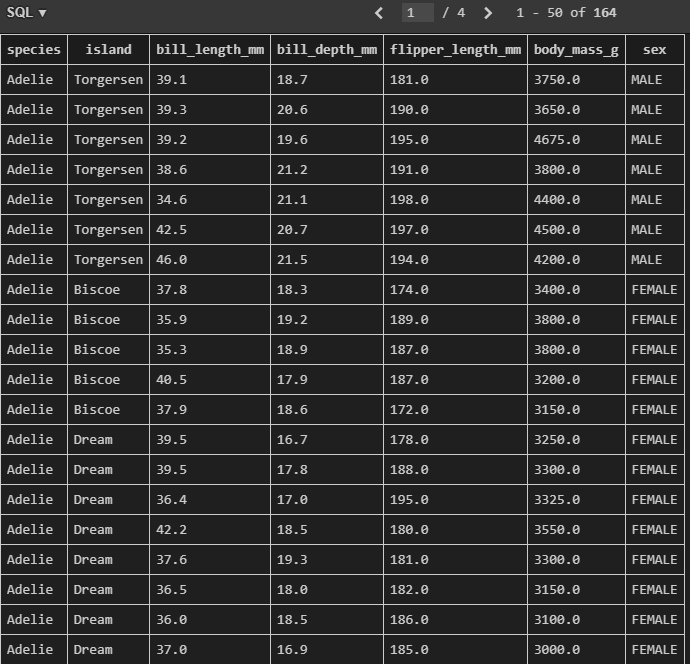 SQL ▼ < 1 / 4 > 1 - 50 of 164
species island bill_length_mm bill_depth_mm flipper_length_mm body_mass_g sex
Adelie Torgersen 39.1 18.7 181.0 3750.0 MALE
Adelie Torgersen 39.3 20.6 190.0 3650.0 MALE
Adelie Torgersen 39.2 19.6 195.0 4675.0 MALE
Adelie Torgersen 38.6 21.2 191.0 3800.0 MALE
Adelie Torgersen 34.6 21.1 198.0 4400.0 MALE
Adelie Torgersen 42.5 20.7 197.0 4500.0 MALE
Adelie Torgersen 46.0 21.5 194.0 4200.0 MALE
Adelie Biscoe 37.8 18.3 174.0 3400.0 FEMALE
Adelie Biscoe 35.9 19.2 189.0 3800.0 FEMALE
Adelie Biscoe 35.3 18.9 187.0 3800.0 FEMALE
Adelie Biscoe 40.5 17.9 187.0 3200.0 FEMALE
Adelie Biscoe 37.9 18.6 172.0 3150.0 FEMALE
Adelie Dream 39.5 16.7 178.0 3250.0 FEMALE
Adelie Dream 39.5 17.8 188.0 3300.0 FEMALE
Adelie Dream 36.4 17.0 195.0 3325.0 FEMALE
Adelie Dream 42.2 18.5 180.0 3550.0 FEMALE
Adelie Dream 37.6 19.3 181.0 3300.0 FEMALE
Adelie Dream 36.5 18.0 182.0 3150.0 FEMALE
Adelie Dream 36.0 18.5 186.0 3100.0 FEMALE
Adelie Dream 37.0 16.9 185.0 3000.0 FEMALE